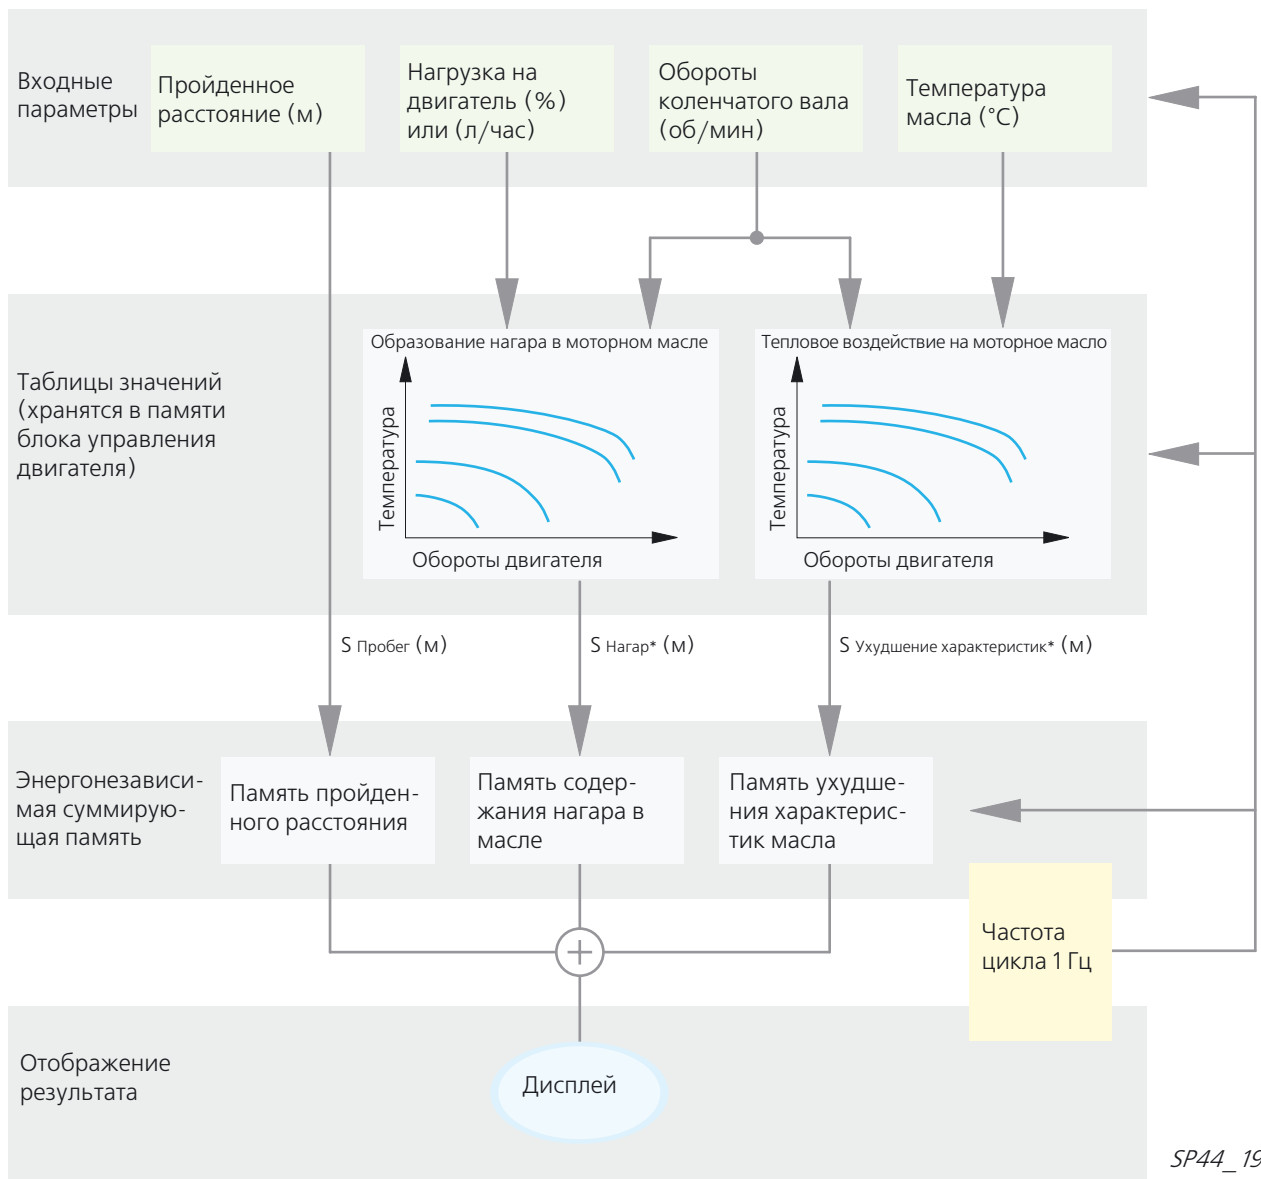 Входные
параметры
Пройденное
расстояние (м)
Нагрузка на
двигатель (%)
или (л/час)
Обороты
коленчатого вала
(об/мин)
Температура
масла (°C)
Таблицы значений
(хранятся в памяти
блока управления
двигателя)
Образование нагара в моторном масле
Температура
Обороты двигателя
Тепловое воздействие на моторное масло
Температура
Обороты двигателя
S Пробег (м)
S Нагар* (м)
S Ухудшение характеристик* (м)
Энергонезависи-
мая суммирую-
щая память
Память пройден-
ного расстояния
Память содер-
жания нагара в
масле
Память ухудше-
ния характерис-
тик масла
Частота
цикла 1 Гц
Отображение
результата
Дисплей
SP44_19